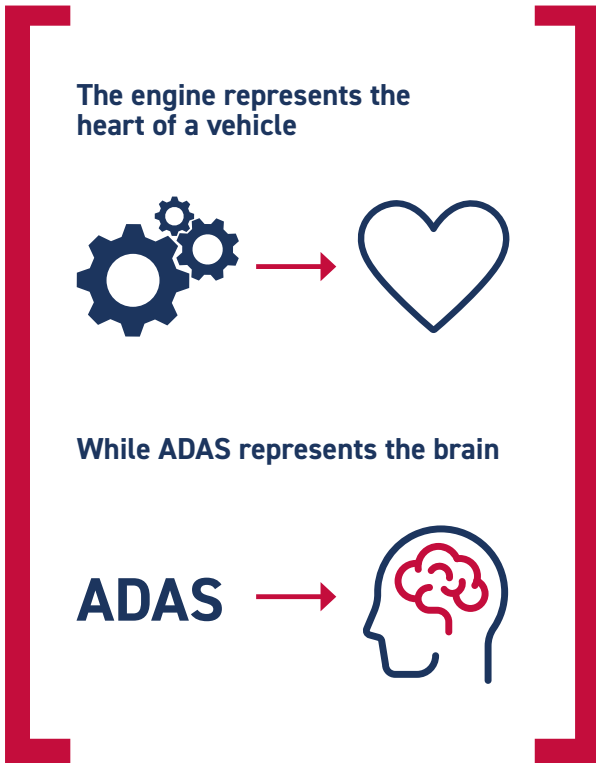 The engine represents the
heart of a vehicle
While ADAS represents the brain
ADAS